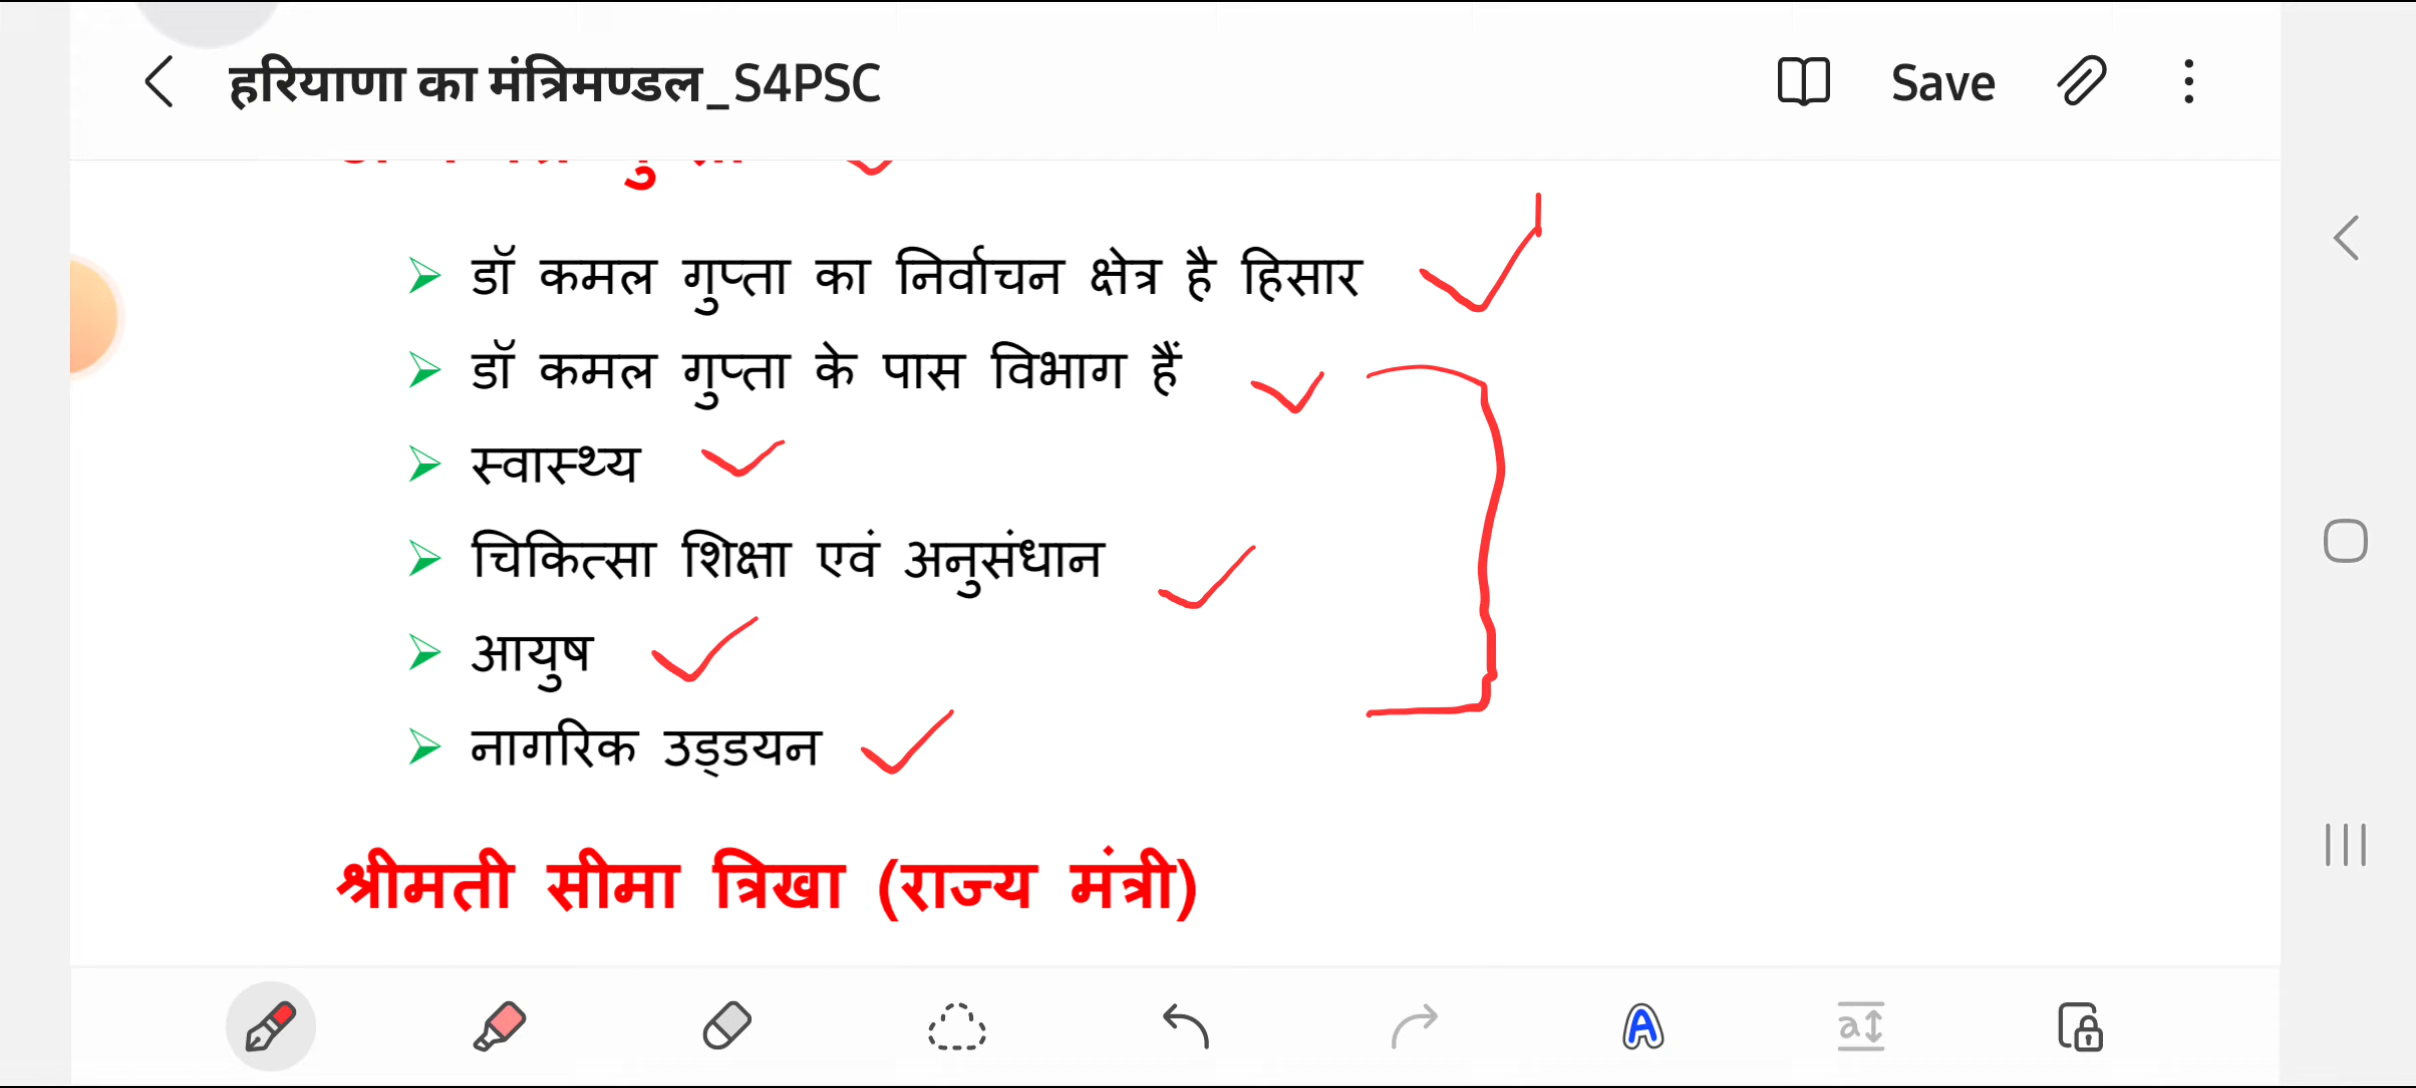 हरियाणा का मंत्रिमण्डल_S4PSC
Save
डॉ कमल गुप्ता का निर्वाचन क्षेत्र है हिसार
डॉ कमल गुप्ता के पास विभाग हैं
स्वास्थ्य
चिकित्सा शिक्षा एवं अनुसंधान
आयुष
नागरिक उड्डयन
श्रीमती सीमा त्रिखा (राज्य मंत्री)
A
a